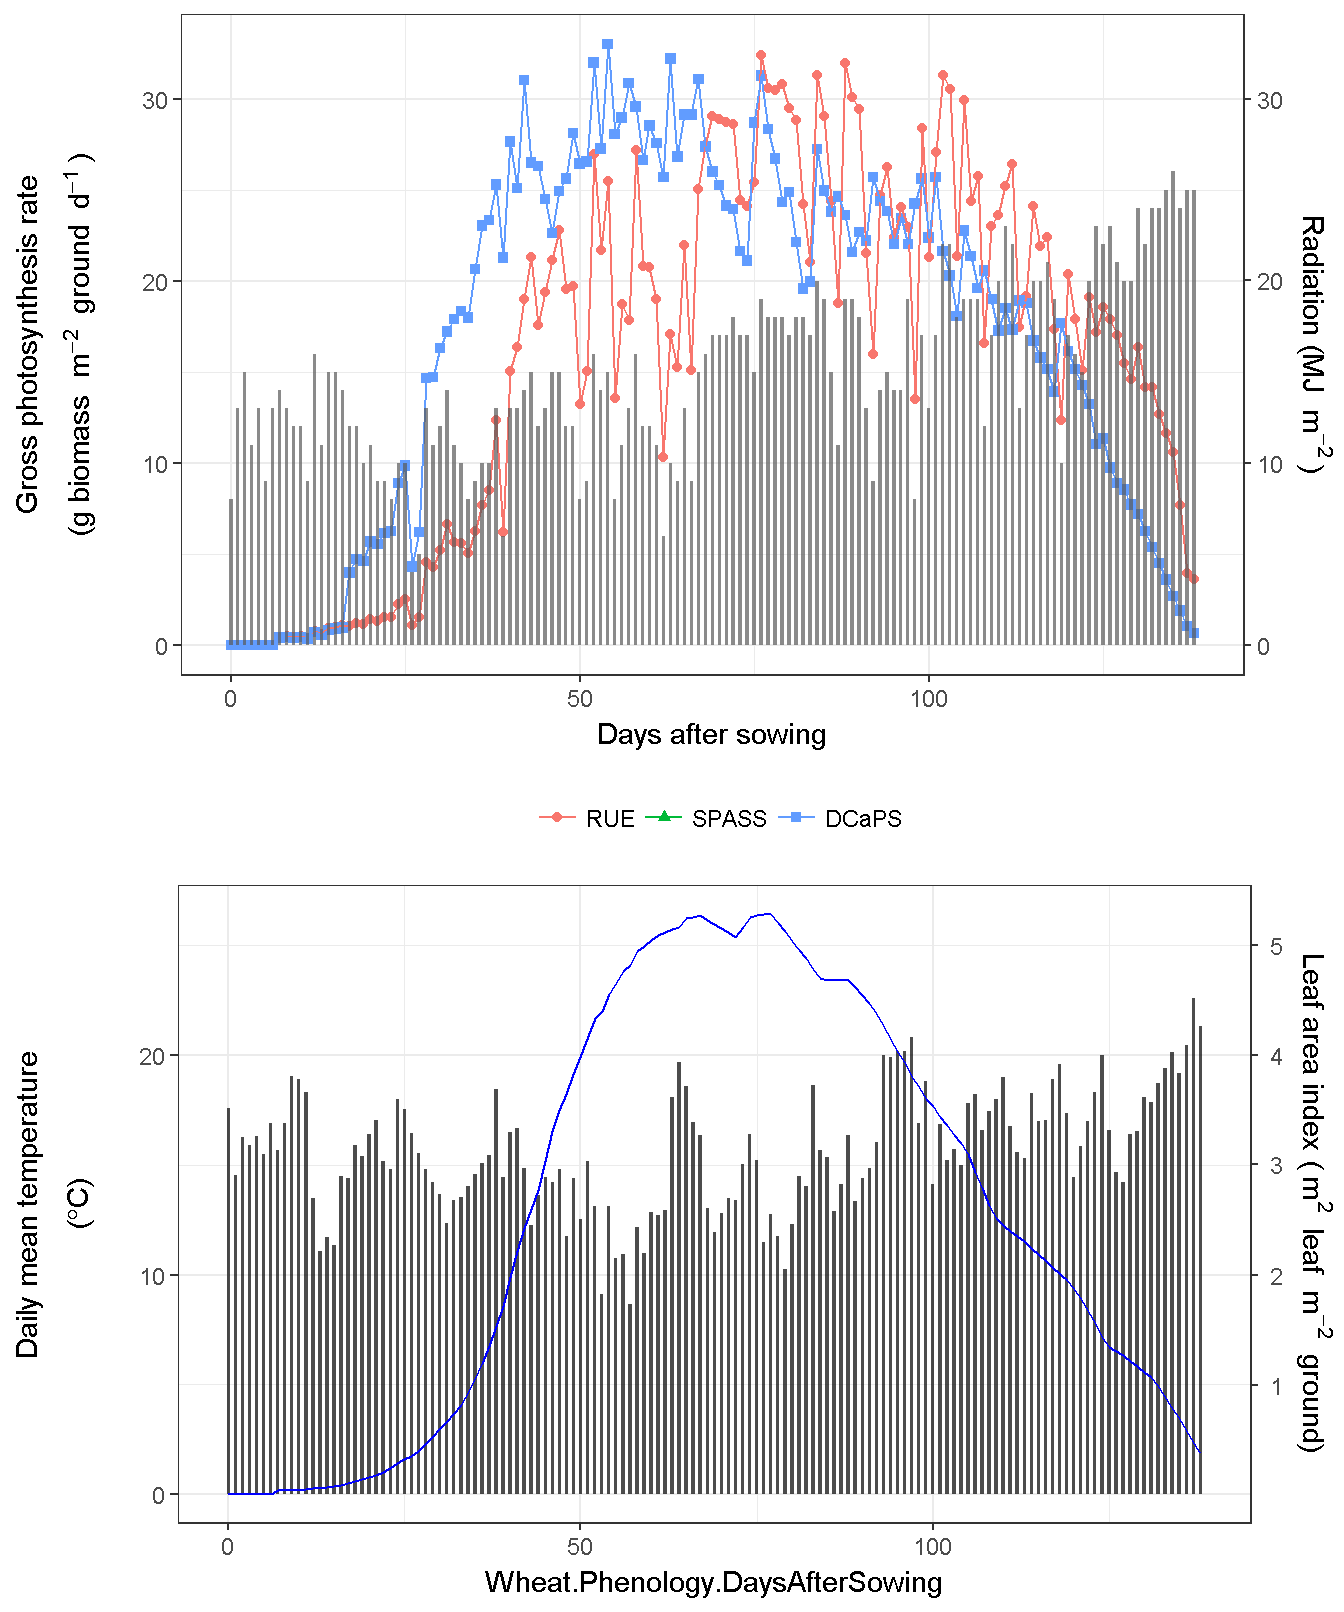 Gross photosynthesis rate
(g biomass m⁻² ground d⁻¹)
30
20
10
0
30
20
10
0
Radiation (MJ m⁻²)
0 50 100
Days after sowing
RUE SPASS DCaPS
Daily mean temperature
(°C)
20
10
0
5
4
3
2
1
Leaf area index (m² leaf m⁻² ground)
0 50 100
Wheat.Phenology.DaysAfterSowing